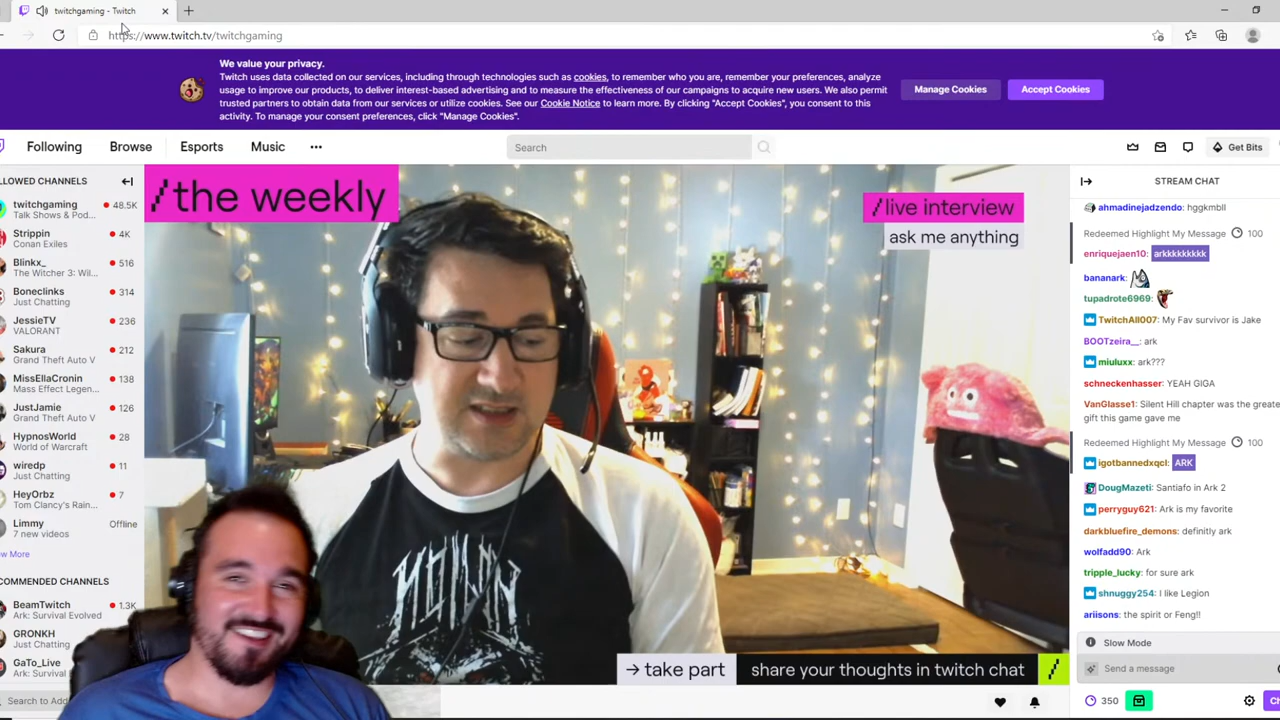 twitchgaming - Twitch
https://www.twitch.tv/twitchgaming
We value your privacy.
Twitch uses data collected on our services, including through technologies such as cookies, to remember who you are, remember your preferences, analyze
usage to improve our products, to deliver interest-based advertising and to measure the effectiveness of our campaigns to acquire new users. We also permit
trusted partners to obtain data from our services or utilize cookies. See our Cookie Notice to learn more. By clicking "Accept Cookies", you consent to this
activity. To manage your consent preferences, click "Manage Cookies".
Manage Cookies
Accept Cookies
Following
Browse
Esports
Music
Search
Get Bits
LLOWED CHANNELS
twitchgaming 48.5K
Talk Shows & Pod...
Strippin 4K
Conan Exiles
Blinkx_ 516
The Witcher 3: Wil...
Boneclinks 314
Just Chatting
JessieTV 236
VALORANT
Sakura 212
Grand Theft Auto V
MissEllaCronin 138
Mass Effect Legen...
JustJamie 126
Grand Theft Auto V
HypnosWorld 28
World of Warcraft
wiredp 11
Just Chatting
HeyOrbz 7
Tom Clancy's Rain...
Limmy Offline
7 new videos
ow More
COMMENDED CHANNELS
BeamTwitch 1.3K
Ark: Survival Evolved
GRONKH
Just Chatting
GaTo_Live
Ark: Survival
Search to Add
/the weekly
/live interview
ask me anything
→ take part
share your thoughts in twitch chat
STREAM CHAT
ahmadinejadzendo: hggkmbll
Redeemed Highlight My Message 100
enriquejaen10: arkkkkkkkkk
bananark:
tupadrote6969:
TwitchAll007: My Fav survivor is Jake
BOOTzeira__: ark
miuluxx: ark???
schneckenhasser: YEAH GIGA
VanGlasse1: Silent Hill chapter was the greate
gift this game gave me
Redeemed Highlight My Message 100
igotbannedxqcl: ARK
DougMazeti: Santiafo in Ark 2
perryguy621: Ark is my favorite
darkbluefire_demons: definitly ark
wolfadd90: Ark
tripple_lucky: for sure ark
shnuggy254: I like Legion
ariisons: the spirit or Feng!!
Slow Mode
Send a message
350
Ch